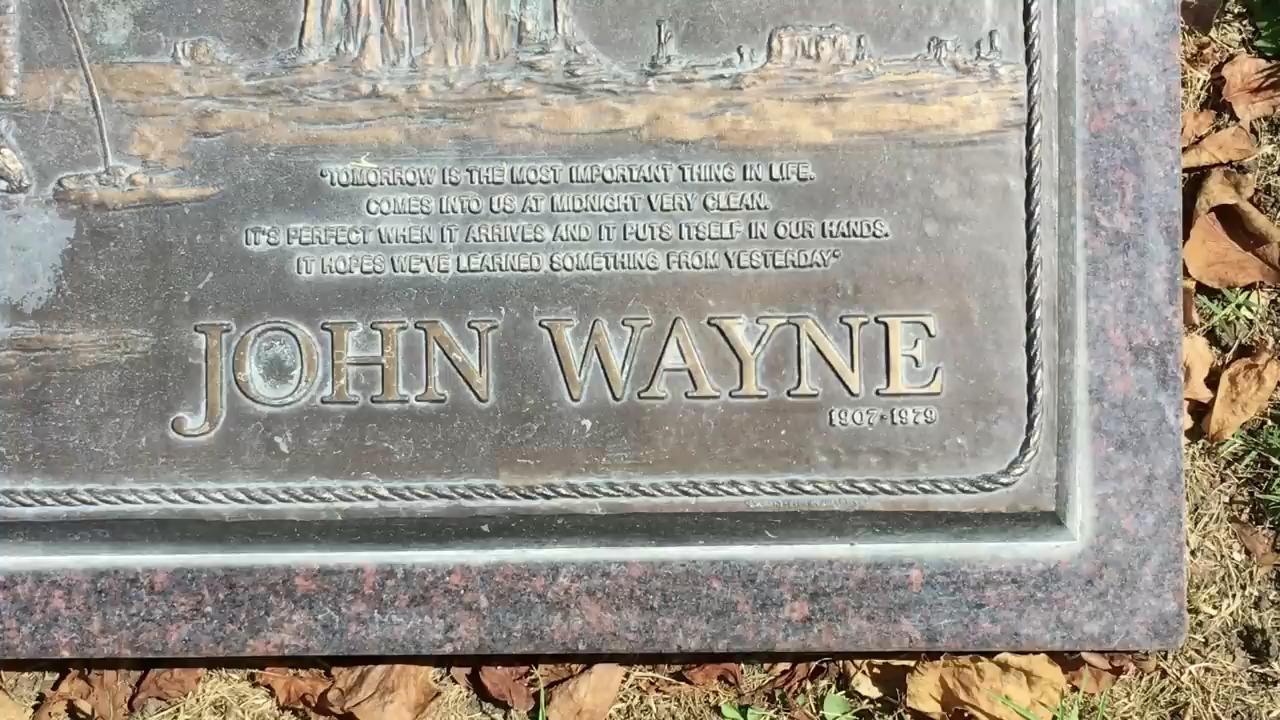 "TOMORROW IS THE MOST IMPORTANT THING IN LIFE.
COMES INTO US AT MIDNIGHT VERY CLEAN.
IT'S PERFECT WHEN IT ARRIVES AND IT PUTS ITSELF IN OUR HANDS.
IT HOPES WE'VE LEARNED SOMETHING FROM YESTERDAY"
JOHN WAYNE
1907-1979